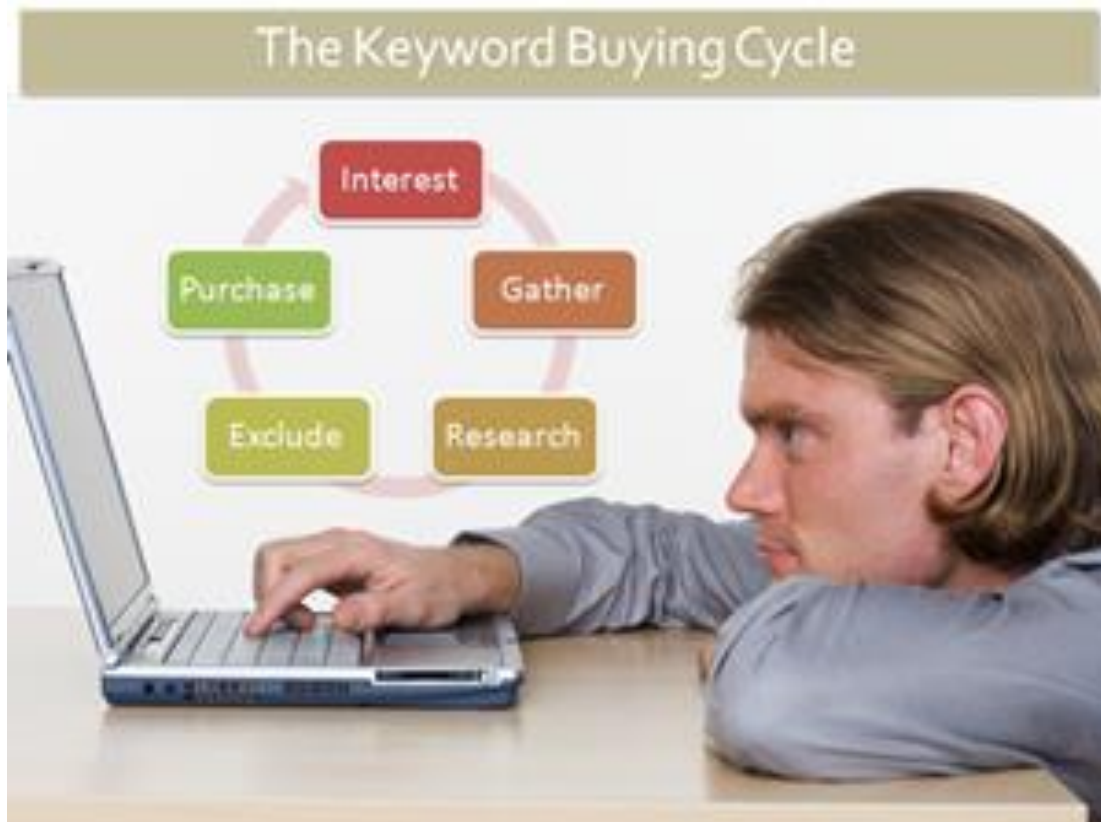 The Keyword Buying Cycle
Interest
Gather
Research
Exclude
Purchase